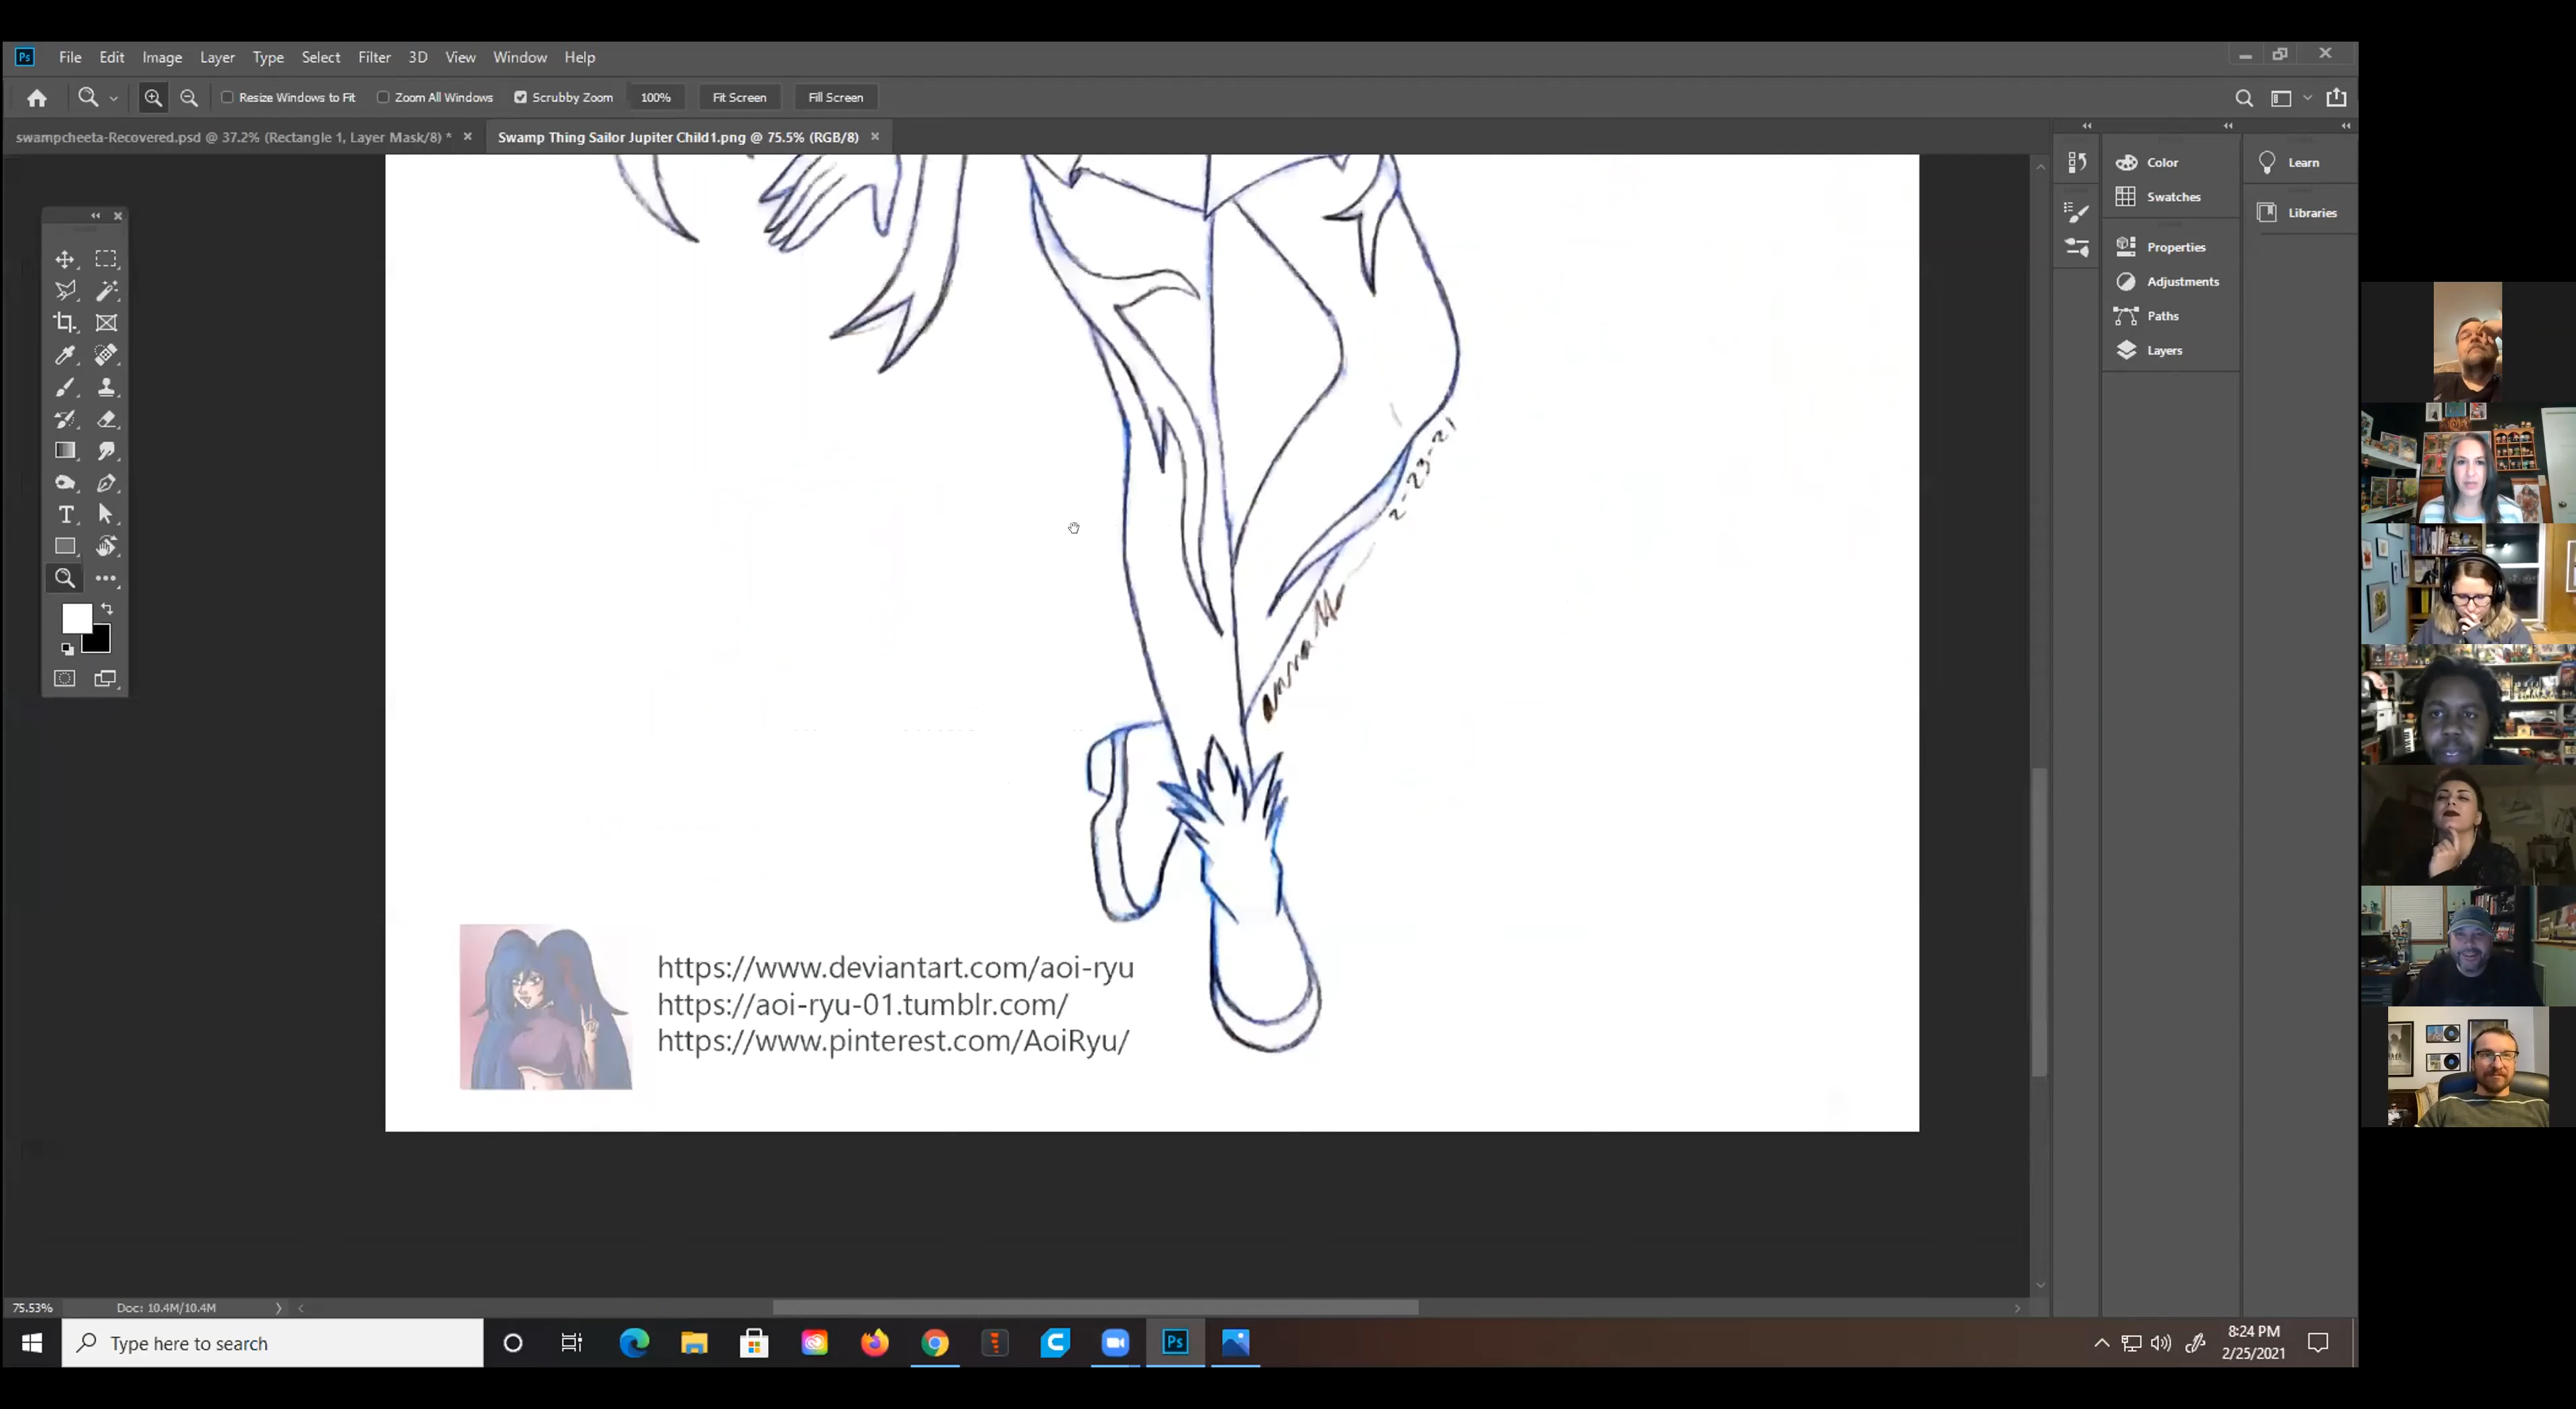 Ps File Edit Image Layer Type Select Filter 3D View Window Help
Resize Windows to Fit Zoom All Windows Scrubby Zoom 100% Fit Screen Fill Screen
swampcheeta-Recovered.psd @ 37.2% (Rectangle 1, Layer Mask/8) * Swamp Thing Sailor Jupiter Child1.png @ 75.5% (RGB/8)
Color
Swatches
Properties
Adjustments
Paths
Layers
Learn
Libraries
2-23-21
https://www.deviantart.com/aoi-ryu
https://aoi-ryu-01.tumblr.com/
https://www.pinterest.com/AoiRyu/
75.53% Doc: 10.4M/10.4M
Type here to search
Ps
8:24 PM
2/25/2021